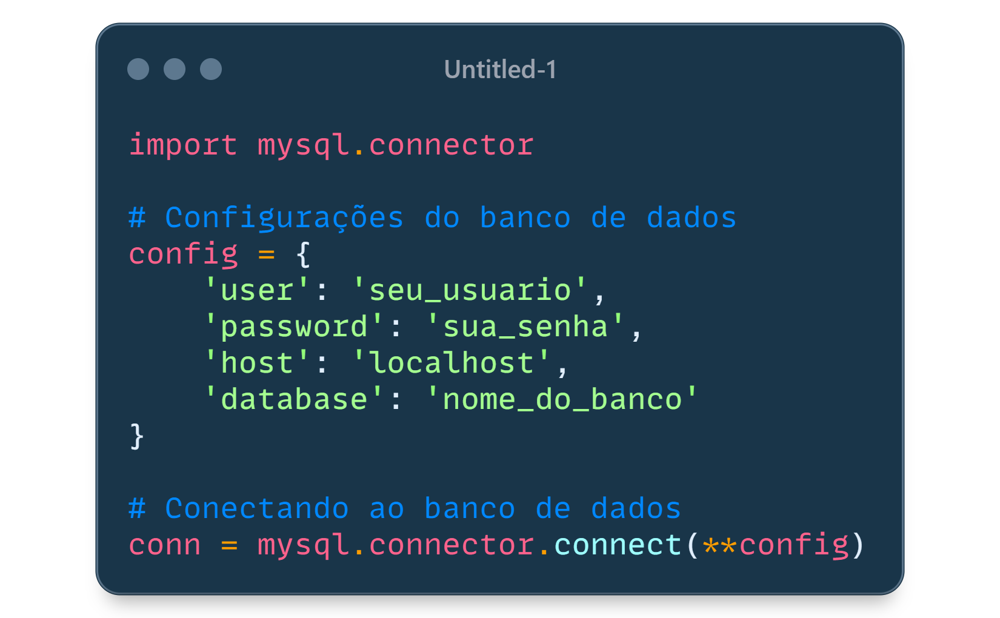 Untitled-1
import mysql.connector
# Configurações do banco de dados
config = {
    'user': 'seu_usuario',
    'password': 'sua_senha',
    'host': 'localhost',
    'database': 'nome_do_banco'
}
# Conectando ao banco de dados
conn = mysql.connector.connect(**config)